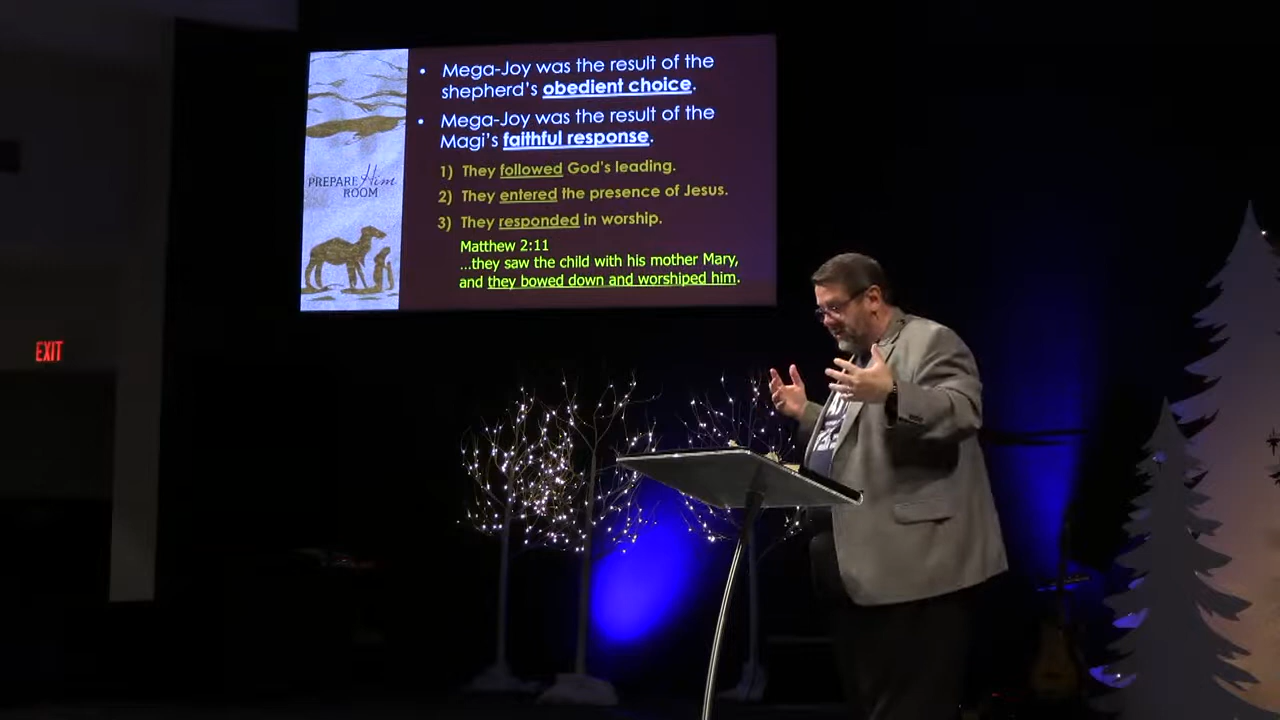 • Mega-Joy was the result of the
shepherd's obedient choice.
• Mega-Joy was the result of the
Magi's faithful response.
1) They followed God's leading.
2) They entered the presence of Jesus.
3) They responded in worship.
Matthew 2:11
...they saw the child with his mother Mary,
and they bowed down and worshiped him.
PREPARE Him
ROOM
EXIT